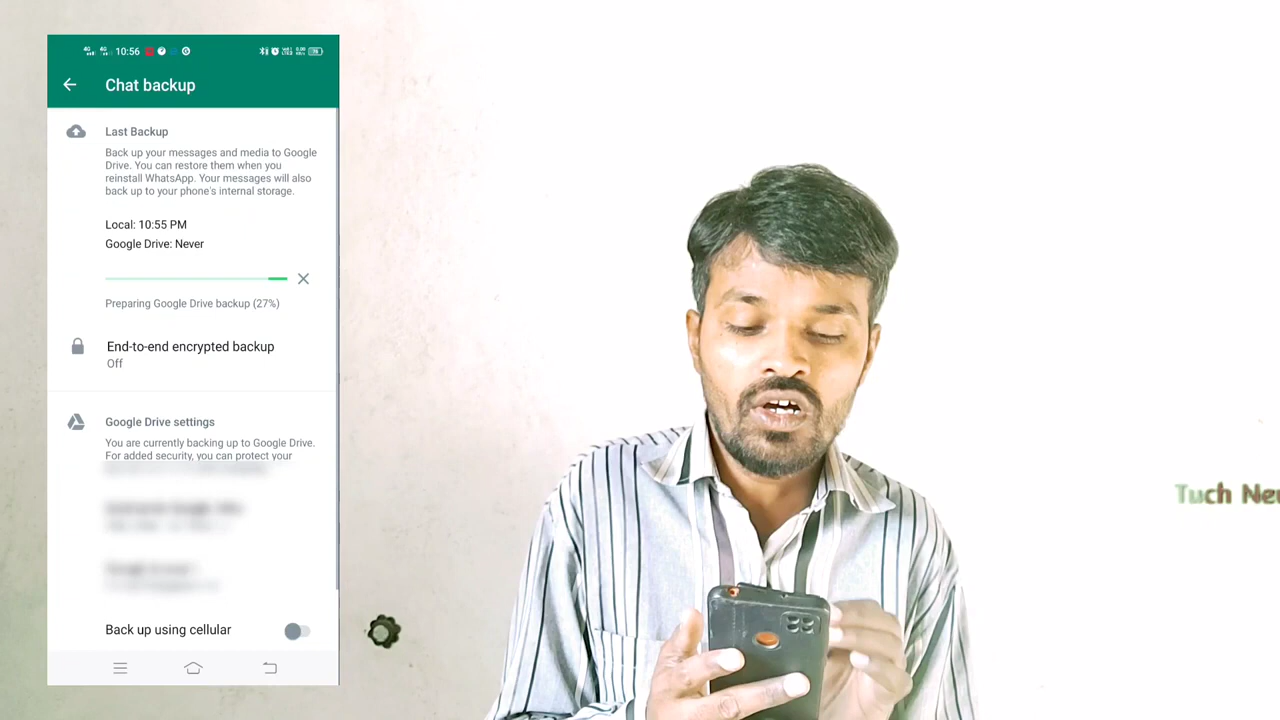 10:56
Chat backup
Last Backup
Back up your messages and media to Google
Drive. You can restore them when you
reinstall WhatsApp. Your messages will also
back up to your phone's internal storage.
Local: 10:55 PM
Google Drive: Never
Preparing Google Drive backup (27%)
End-to-end encrypted backup
Off
Google Drive settings
You are currently backing up to Google Drive.
For added security, you can protect your
Back up using cellular
Tuch